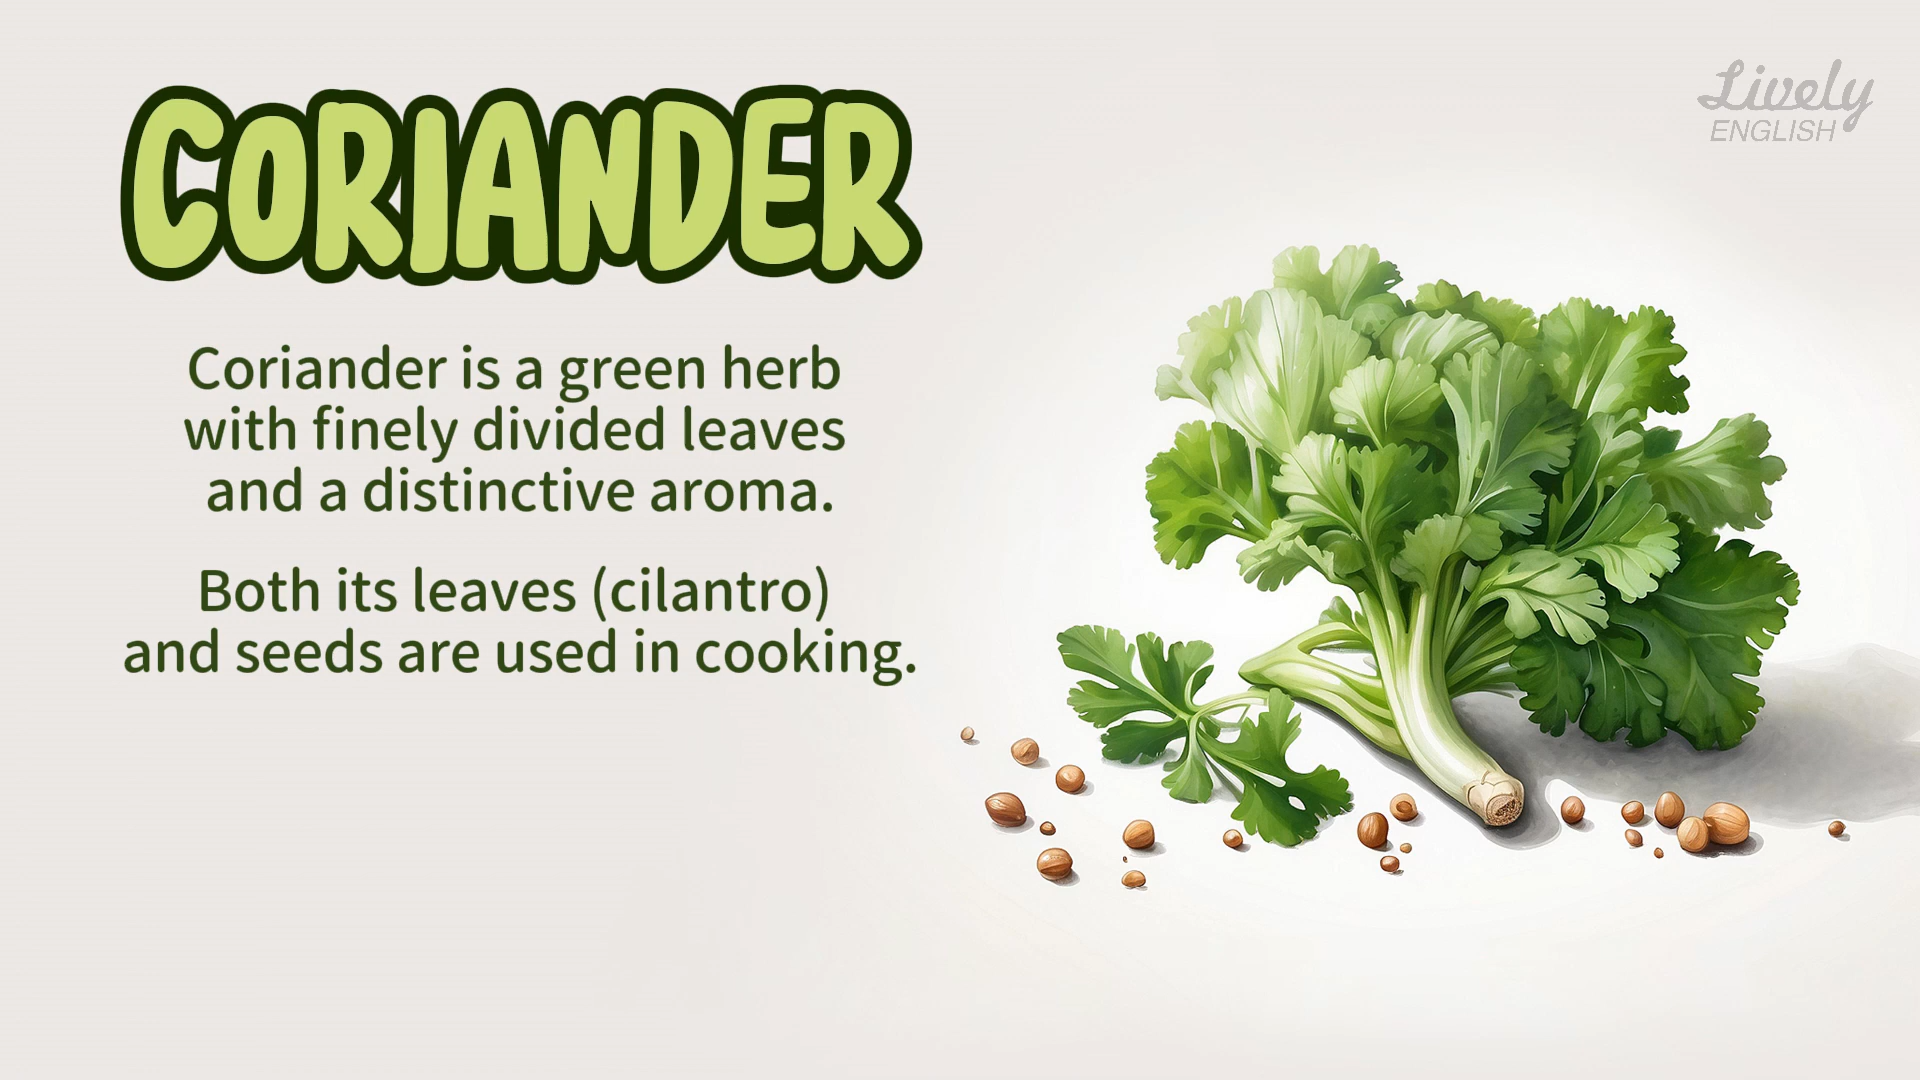 CORIANDER
Coriander is a green herb
with finely divided leaves
and a distinctive aroma.
Both its leaves (cilantro)
and seeds are used in cooking.
Lively
ENGLISH